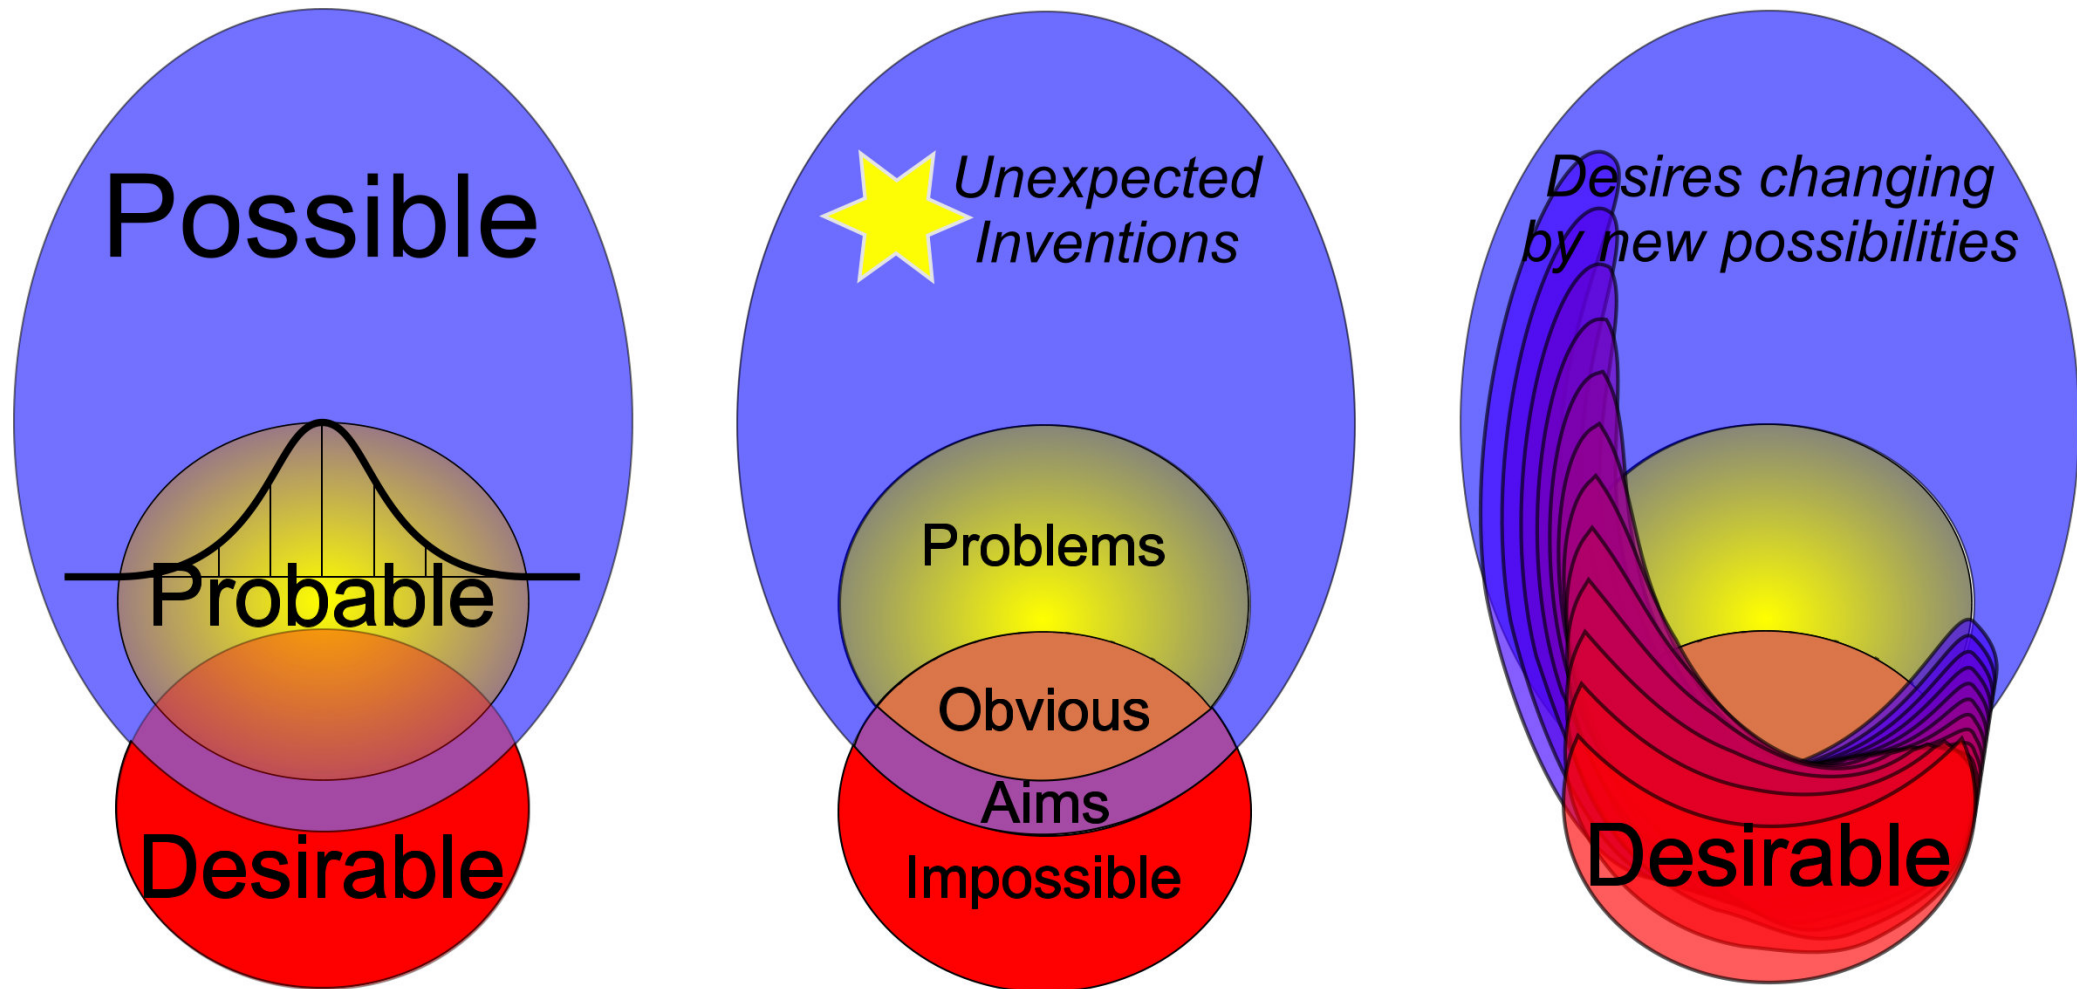 Possible
Probable
Desirable
Unexpected
Inventions
Problems
Obvious
Aims
Impossible
Desires changing
by new possibilities
Desirable